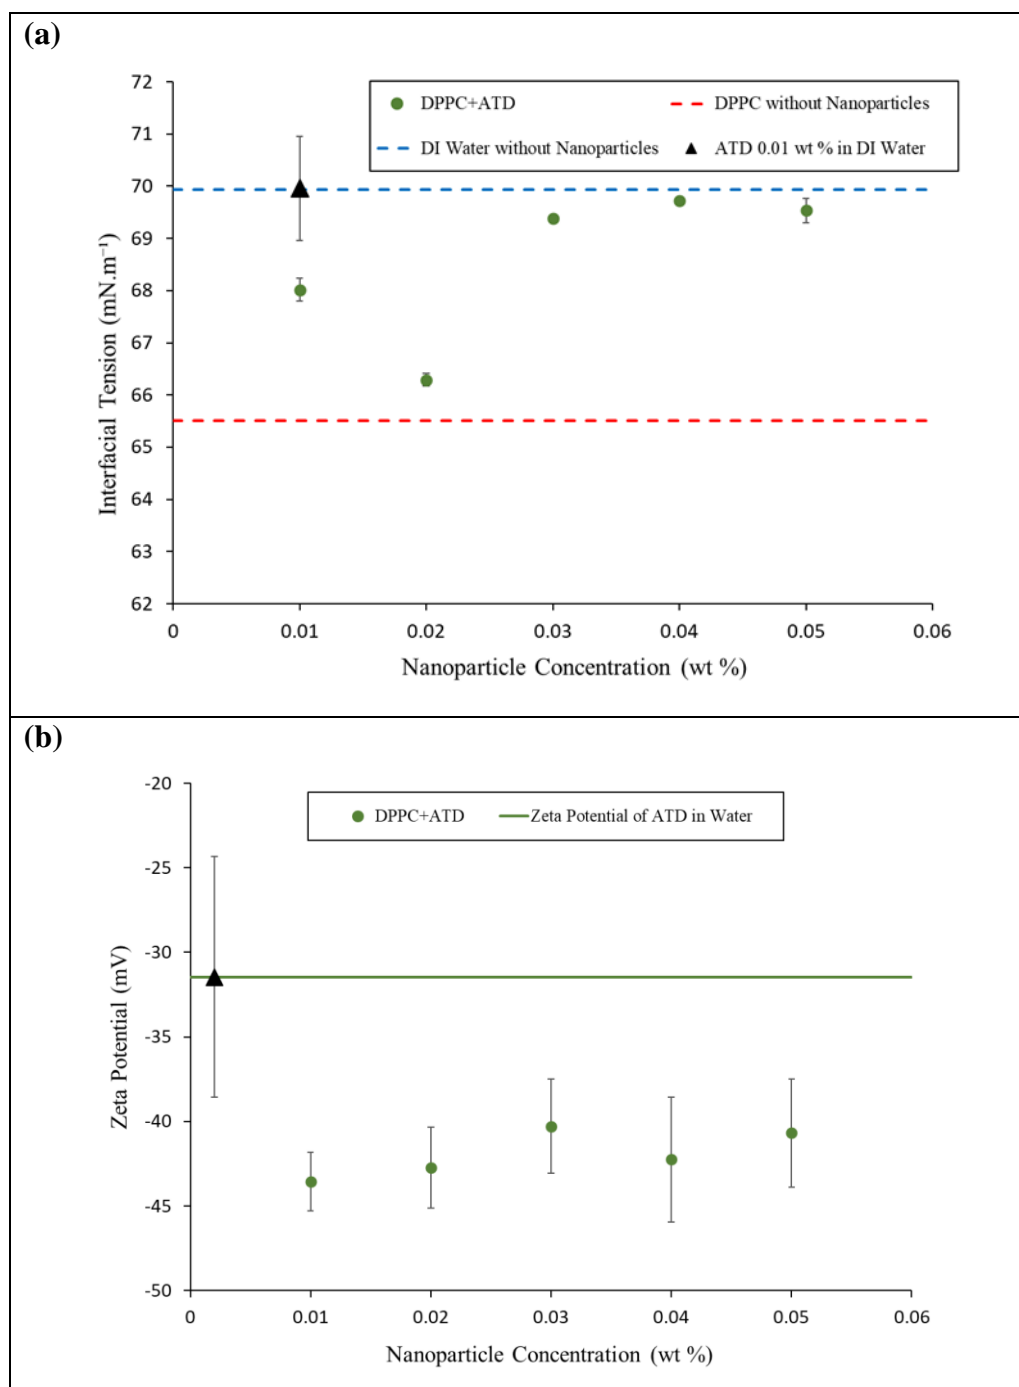 (a)
72
71
70
69
68
67
66
65
64
63
62
Interfacial Tension (mN.m⁻¹)
DPPC+ATD
DPPC without Nanoparticles
DI Water without Nanoparticles
ATD 0.01 wt % in DI Water
0 0.01 0.02 0.03 0.04 0.05 0.06
Nanoparticle Concentration (wt %)
(b)
-20
-25
-30
-35
-40
-45
-50
Zeta Potential (mV)
DPPC+ATD
Zeta Potential of ATD in Water
0 0.01 0.02 0.03 0.04 0.05 0.06
Nanoparticle Concentration (wt %)